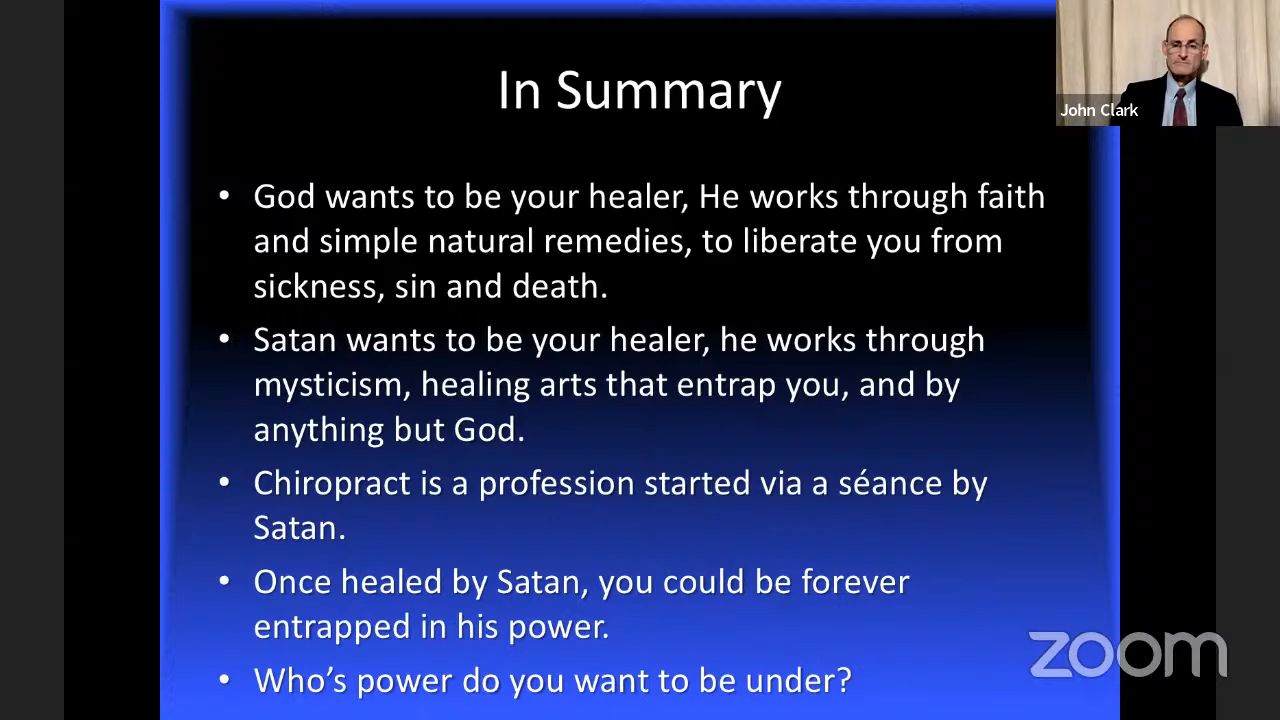 In Summary
John Clark
• God wants to be your healer, He works through faith
and simple natural remedies, to liberate you from
sickness, sin and death.
• Satan wants to be your healer, he works through
mysticism, healing arts that entrap you, and by
anything but God.
• Chiropract is a profession started via a séance by
Satan.
• Once healed by Satan, you could be forever
entrapped in his power.
• Who’s power do you want to be under?
zoom